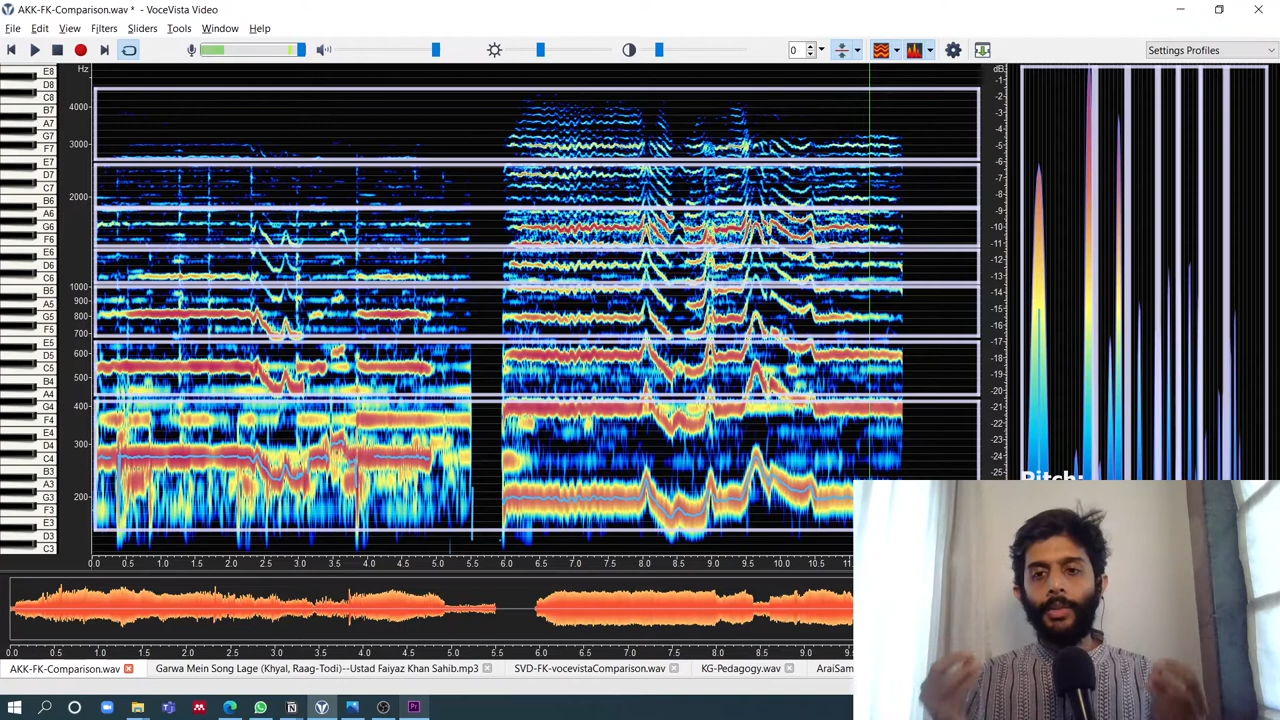 AKK-FK-Comparison.wav * - VoceVista Video
File Edit View Filters Sliders Tools Window Help
0 Settings Profiles
Hz
E8
D8
C8
B7
A7
G7
F7
E7
D7
C7
B6
A6
G6
F6
E6
D6
C6
B5
A5
G5
F5
E5
D5
C5
B4
A4
G4
F4
E4
D4
C4
B3
A3
G3
F3
E3
D3
C3
4000
3000
2000
1000
900
800
700
600
500
400
300
200
dB
-1
-2
-3
-4
-5
-6
-7
-8
-9
-10
-11
-12
-13
-14
-15
-16
-17
-18
-19
-20
-21
-22
-23
-24
-25
Pitch:
0.0 0.5 1.0 1.5 2.0 2.5 3.0 3.5 4.0 4.5 5.0 5.5 6.0 6.5 7.0 7.5 8.0 8.5 9.0 9.5 10.0 10.5
0.0 0.5 1.0 1.5 2.0 2.5 3.0 3.5 4.0 4.5 5.0 5.5 6.0 6.5 7.0 7.5 8.0 8.5 9.0
AKK-FK-Comparison.wav Garwa Mein Song Lage (Khyal, Raag-Todi)--Ustad Faiyaz Khan Sahib.mp3 SVD-FK-vocevistaComparison.wav KG-Pedagogy.wav